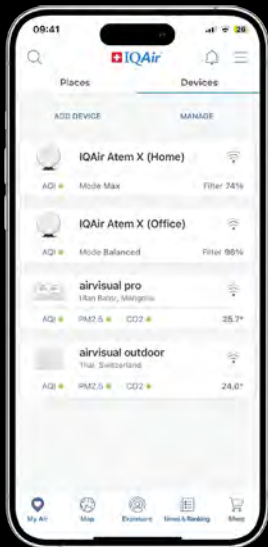 09:41
28
IQAir
Places Devices
ADD DEVICE MANAGE
IQAir Atem X (Home)
AQI Mode Max Filter 74%
IQAir Atem X (Office)
AQI Mode Balanced Filter 98%
airvisual pro
Ulan Bator, Mongolia
AQI PM2.5 CO2 25.7°
airvisual outdoor
Thal, Switzerland
AQI PM2.5 CO2 24.6°
My Air Map Exposure News & Ranking Shop